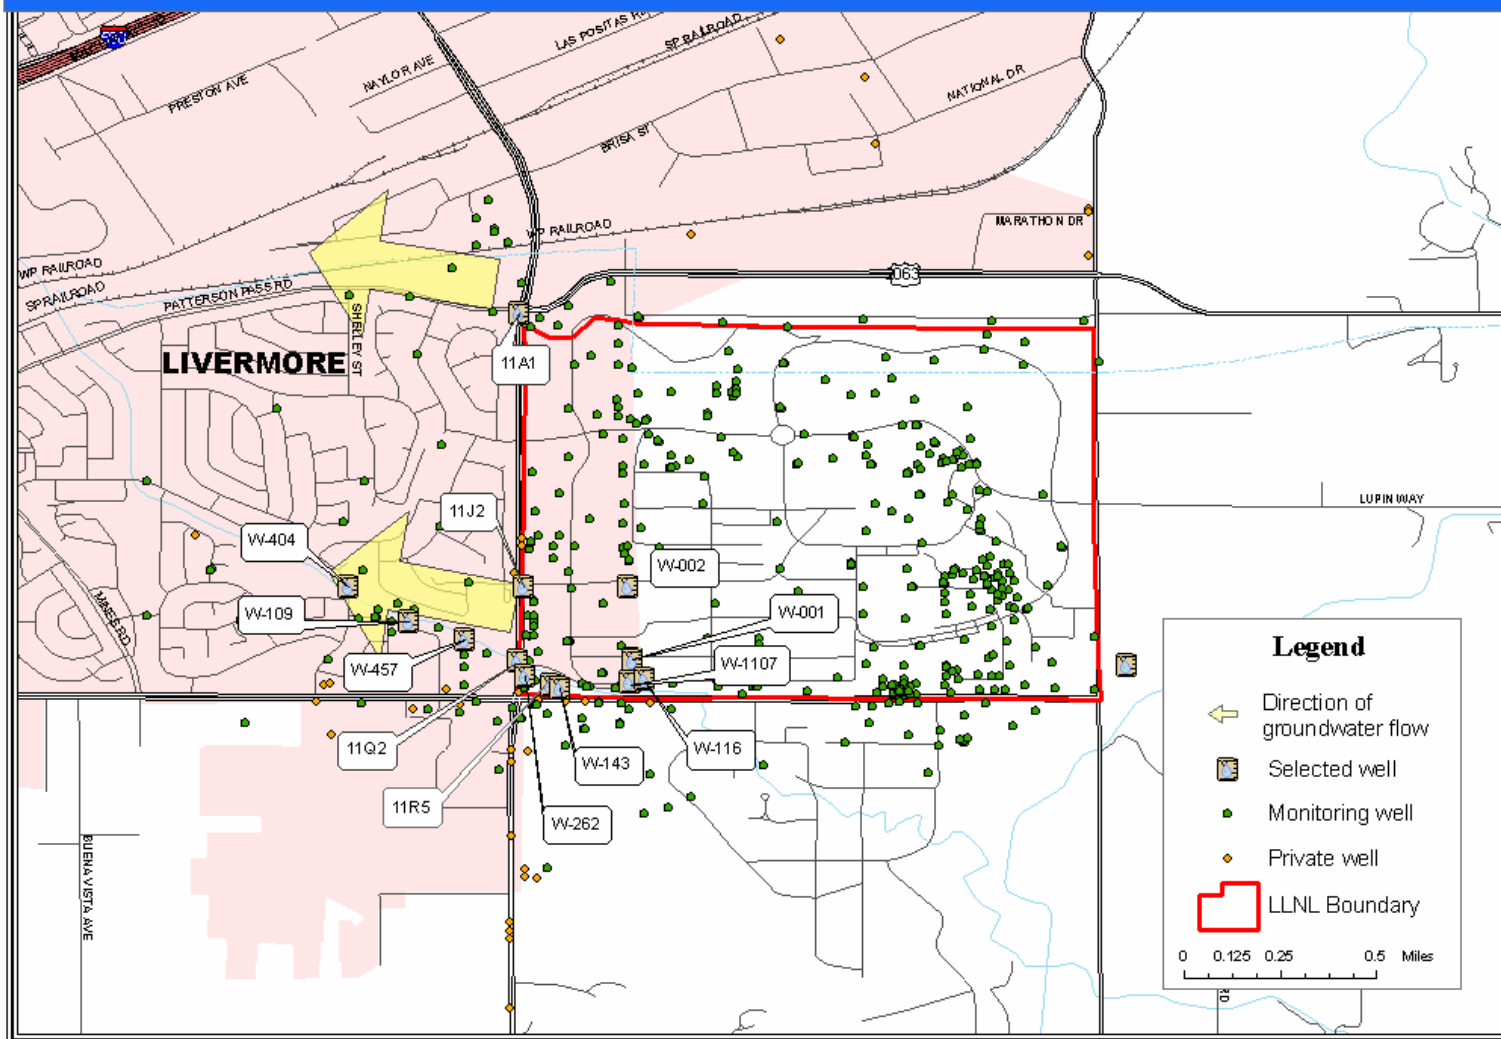 LAS POSITAS
SP RAILROAD
NAYLOR AVE
PRESTON AVE
NATIONAL DR
BRISA ST
MARATHON DR
WP RAILROAD
WP RAILROAD
063
SP RAILROAD
PATTERSON PASS RD
SHELLEY ST
LIVERMORE
11A1
LUPIN WAY
11J2
W-404
W-002
W-109
W-001
MINES RD
W-457
W-1107
11Q2
W-116
W-143
11R5
W-262
BUENA VISTA AVE
Legend
Direction of
groundwater flow
Selected well
Monitoring well
Private well
LLNL Boundary
0 0.125 0.25 0.5 Miles
RD